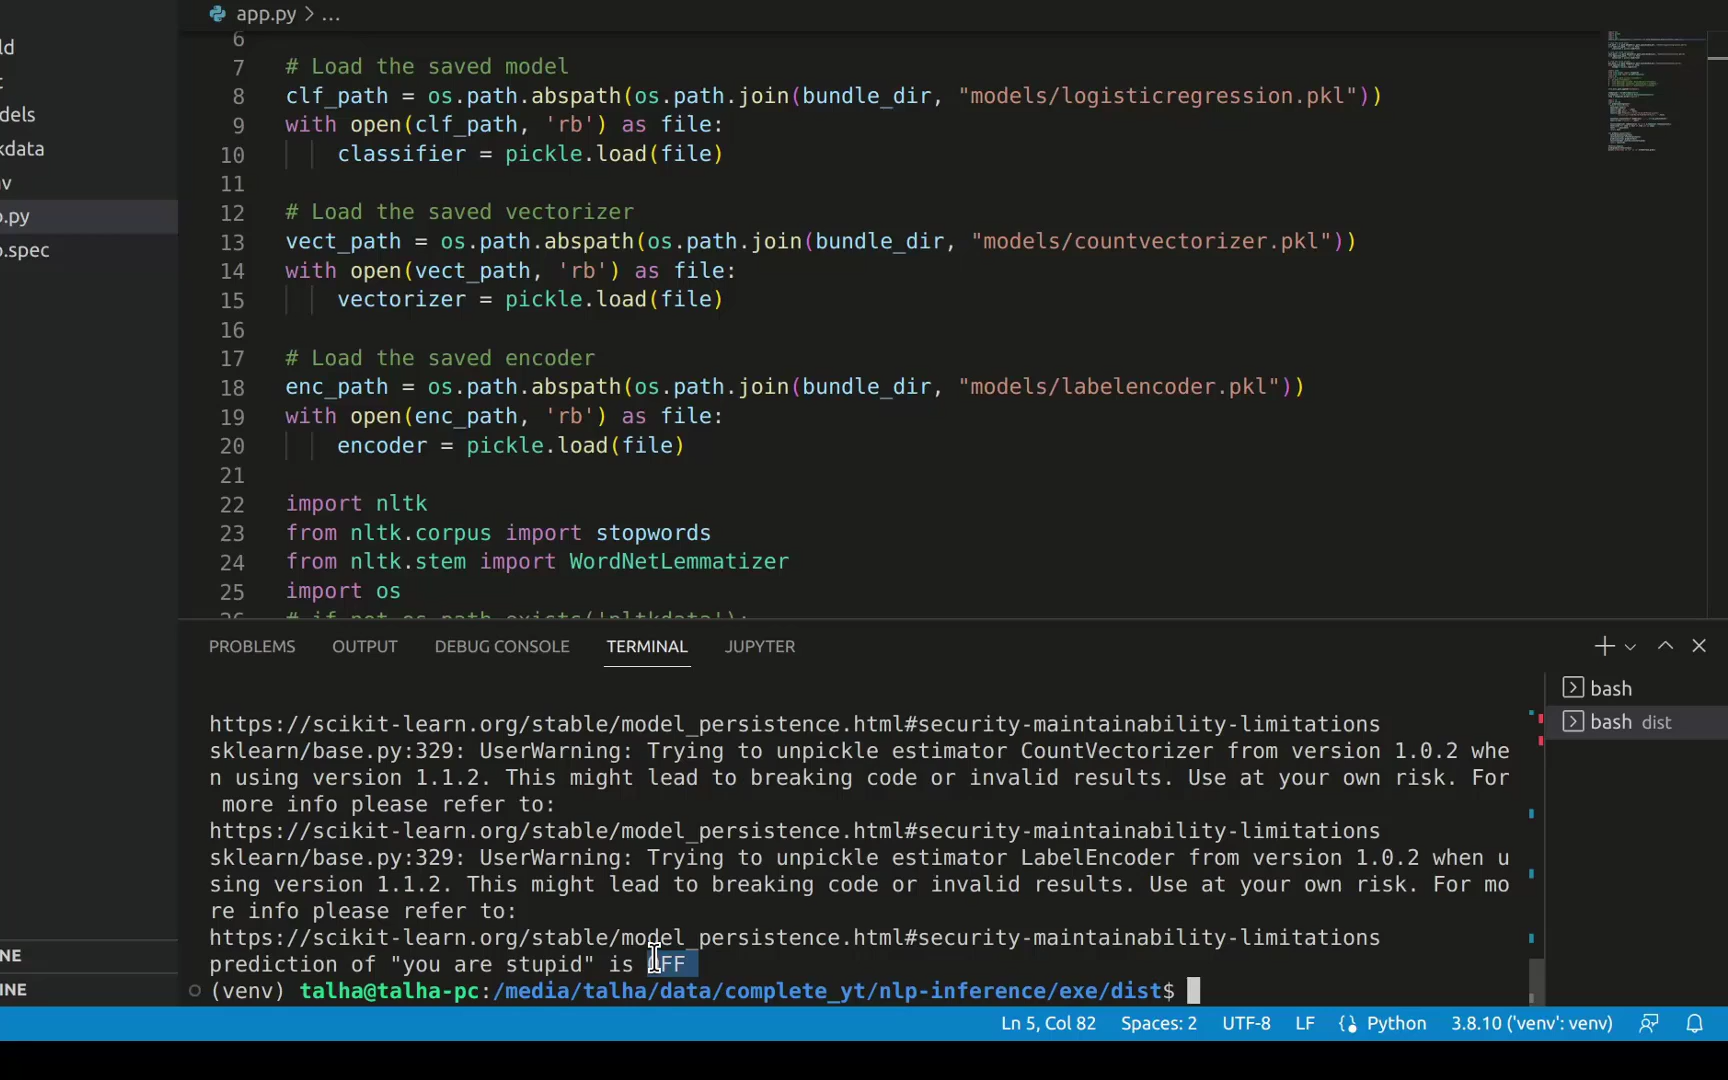 app.py > ...
ld
t
dels
kdata
v
o.py
o.spec
NE
INE
6
7 # Load the saved model
8 clf_path = os.path.abspath(os.path.join(bundle_dir, "models/logisticregression.pkl"))
9 with open(clf_path, 'rb') as file:
10 classifier = pickle.load(file)
11
12 # Load the saved vectorizer
13 vect_path = os.path.abspath(os.path.join(bundle_dir, "models/countvectorizer.pkl"))
14 with open(vect_path, 'rb') as file:
15 vectorizer = pickle.load(file)
16
17 # Load the saved encoder
18 enc_path = os.path.abspath(os.path.join(bundle_dir, "models/labelencoder.pkl"))
19 with open(enc_path, 'rb') as file:
20 encoder = pickle.load(file)
21
22 import nltk
23 from nltk.corpus import stopwords
24 from nltk.stem import WordNetLemmatizer
25 import os
26 # if not os.path.exists('nltkdata'):
PROBLEMS OUTPUT DEBUG CONSOLE TERMINAL JUPYTER
bash
bash dist
https://scikit-learn.org/stable/model_persistence.html#security-maintainability-limitations
sklearn/base.py:329: UserWarning: Trying to unpickle estimator CountVectorizer from version 1.0.2 whe
n using version 1.1.2. This might lead to breaking code or invalid results. Use at your own risk. For
more info please refer to:
https://scikit-learn.org/stable/model_persistence.html#security-maintainability-limitations
sklearn/base.py:329: UserWarning: Trying to unpickle estimator LabelEncoder from version 1.0.2 when u
sing version 1.1.2. This might lead to breaking code or invalid results. Use at your own risk. For mo
re info please refer to:
https://scikit-learn.org/stable/model_persistence.html#security-maintainability-limitations
prediction of "you are stupid" is OFF
(venv) talha@talha-pc:/media/talha/data/complete_yt/nlp-inference/exe/dist$
Ln 5, Col 82 Spaces: 2 UTF-8 LF Python 3.8.10 ('venv': venv)